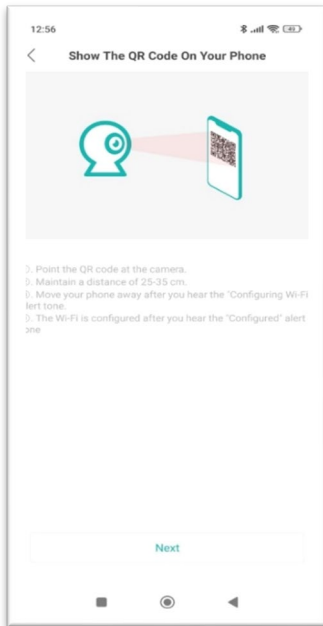 12:56
Show The QR Code On Your Phone
. Point the QR code at the camera.
. Maintain a distance of 25-35 cm.
. Move your phone away after you hear the "Configuring Wi-Fi
lert tone.
. The Wi-Fi is configured after you hear the "Configured" alert
one
Next